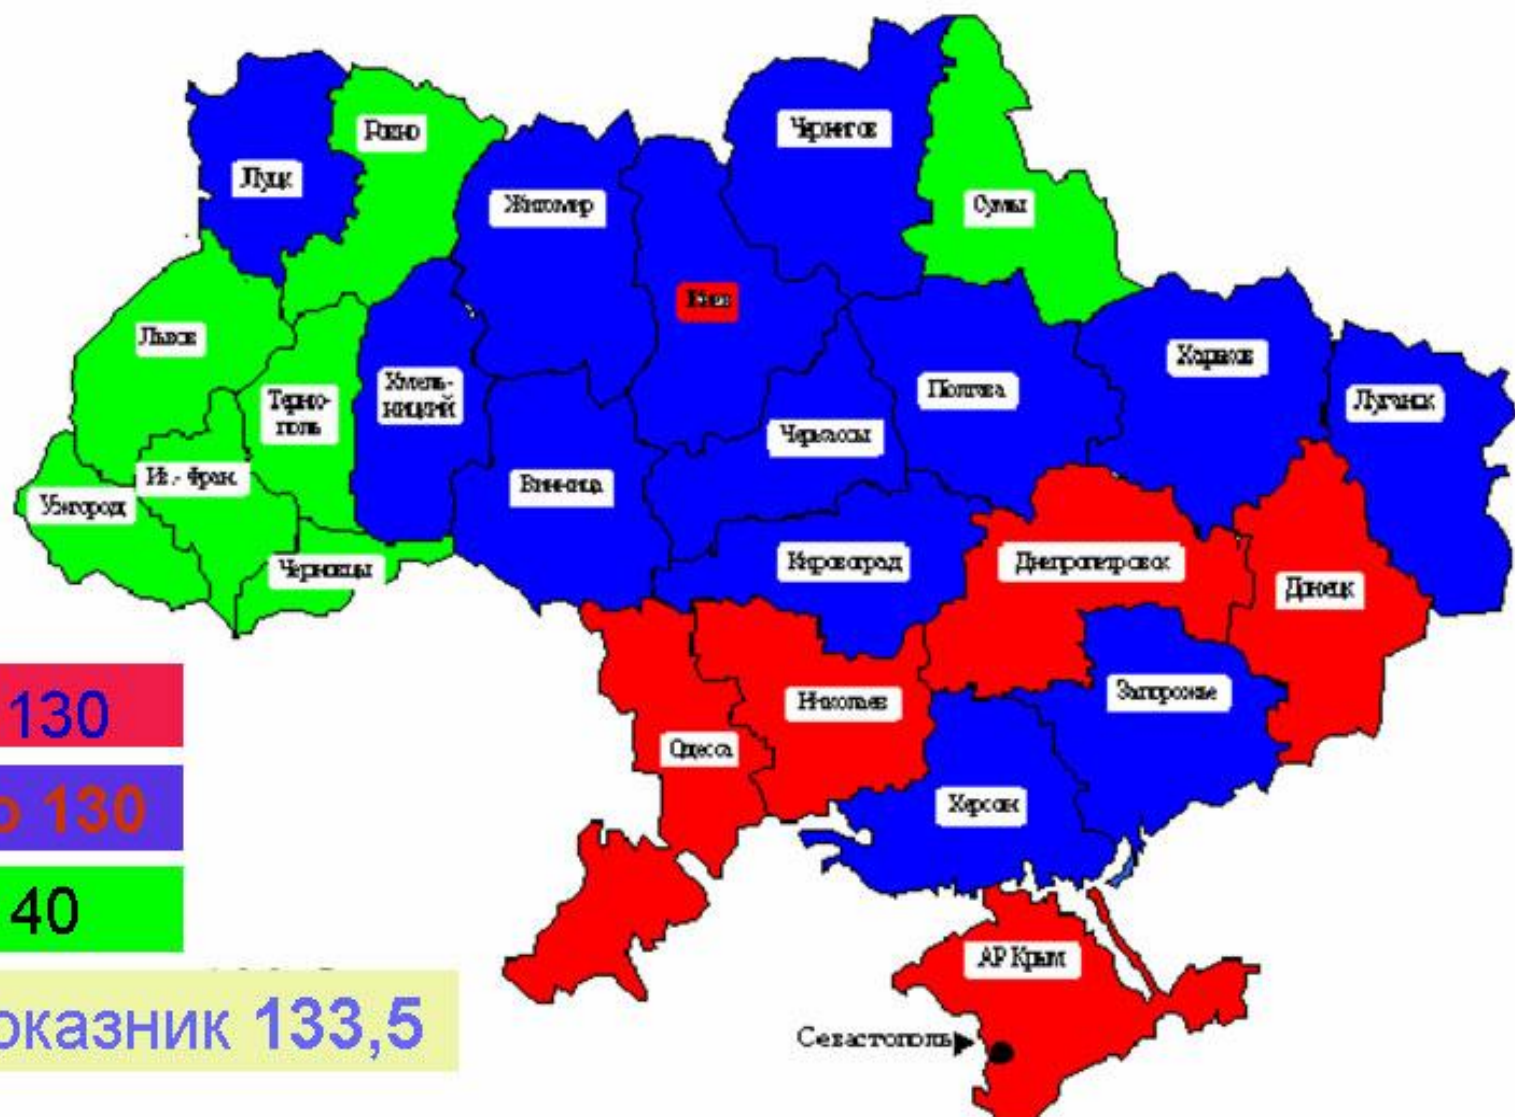 Чернигов
Ровно
Луцк
Житомир
Сумы
Киев
Львов
Харьков
Хмель-
ницкий
Полтава
Луганск
Терно-
поль
Черкассы
Ив.- Фран.
Винница
Ужгород
Черновцы
Кировоград
Днепропетровск
Донецк
Николаев
Запорожье
Одесса
Херсон
АР Крым
Севастополь
130
о 130
40
оказник 133,5